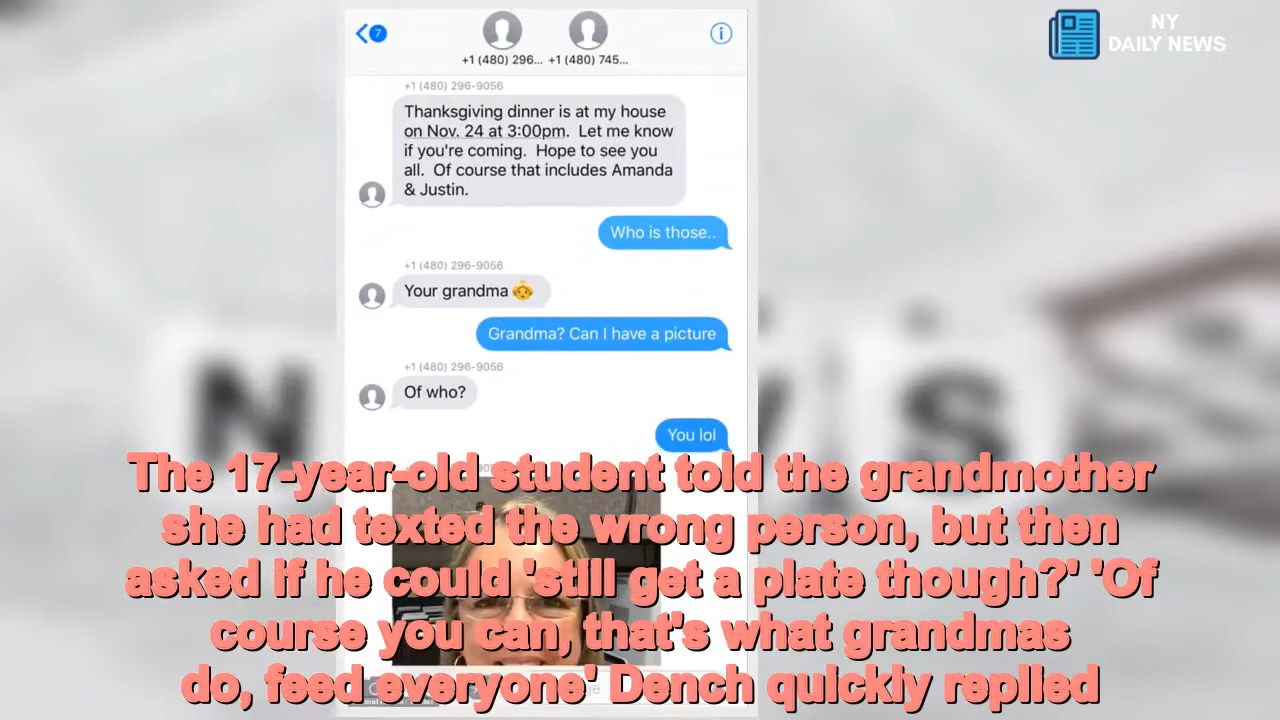 NY
DAILY NEWS
7
+1 (480) 296... +1 (480) 745...
+1 (480) 296-9056
Thanksgiving dinner is at my house
on Nov. 24 at 3:00pm. Let me know
if you're coming. Hope to see you
all. Of course that includes Amanda
& Justin.
Who is those..
+1 (480) 296-9056
Your grandma 👵
Grandma? Can I have a picture
+1 (480) 296-9056
Of who?
You lol
The 17-year-old student told the grandmother
she had texted the wrong person, but then
asked if he could 'still get a plate though?' 'Of
course you can, that's what grandmas
do, feed everyone' Dench quickly replied